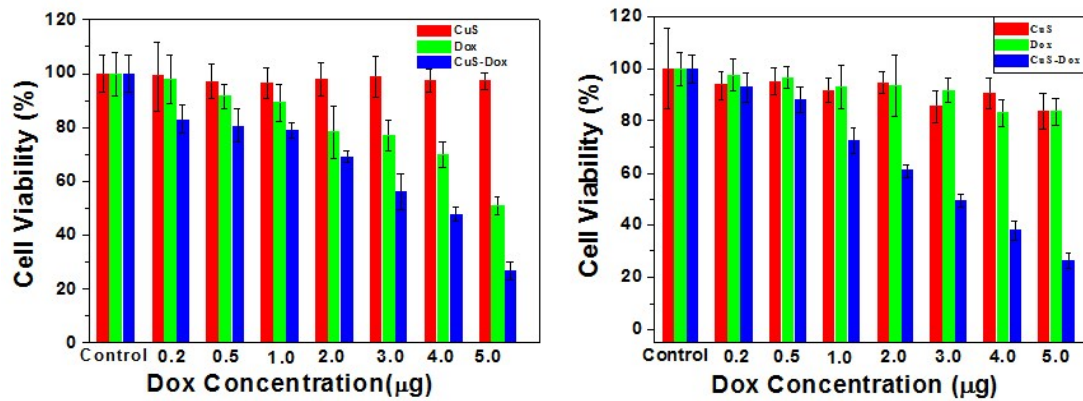 120
100
80
60
40
20
0
Cell Viability (%)
CuS
Dox
CuS-Dox
Control 0.2 0.5 1.0 2.0 3.0 4.0 5.0
Dox Concentration(μg)
120
100
80
60
40
20
0
Cell Viability (%)
CuS
Dox
CuS-Dox
Control 0.2 0.5 1.0 2.0 3.0 4.0 5.0
Dox Concentration (μg)